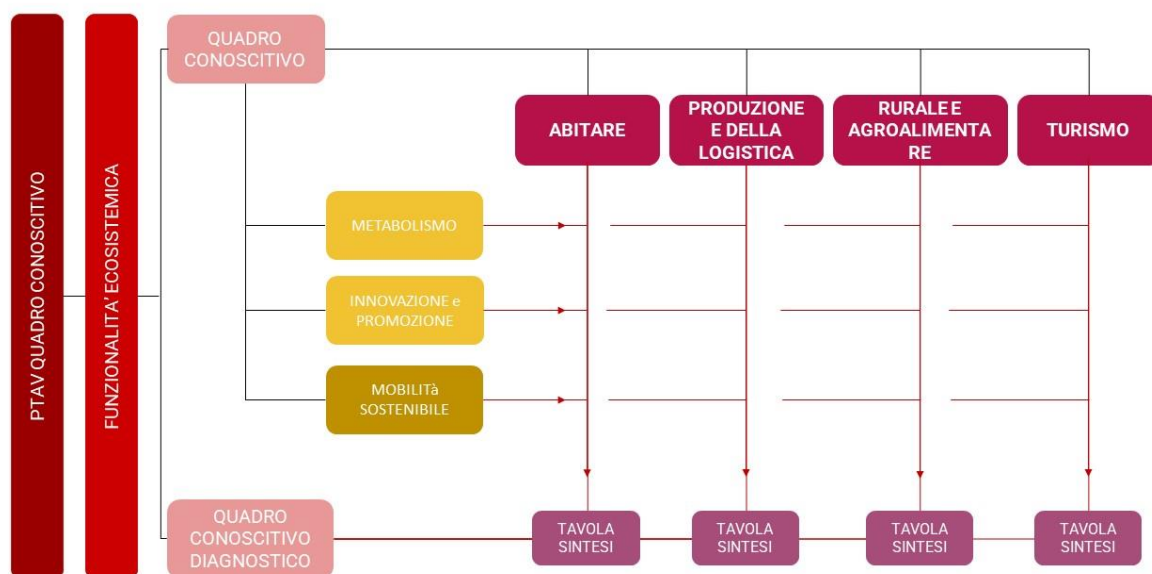 PTAV QUADRO CONOSCITIVO
FUNZIONALITA’ ECOSISTEMICA
QUADRO
CONOSCITIVO
ABITARE
PRODUZIONE
E DELLA
LOGISTICA
RURALE E
AGROALIMENTA
RE
TURISMO
METABOLISMO
INNOVAZIONE e
PROMOZIONE
MOBILITà
SOSTENIBILE
QUADRO
CONOSCITIVO
DIAGNOSTICO
TAVOLA
SINTESI
TAVOLA
SINTESI
TAVOLA
SINTESI
TAVOLA
SINTESI